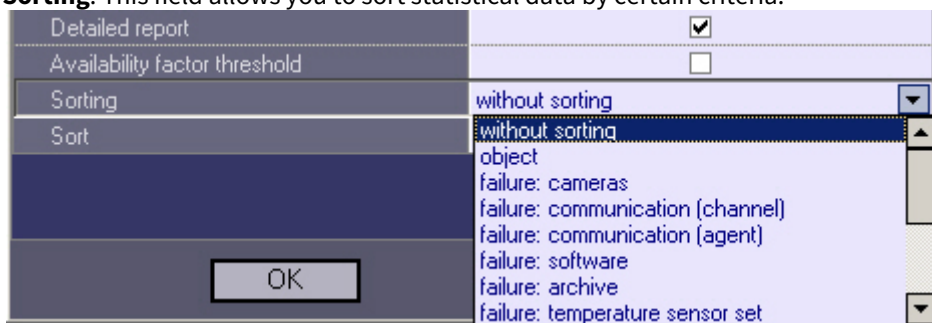 Sorting: This field allows you to sort statistical data by certain criteria.
Detailed report
Availability factor threshold
Sorting without sorting
Sort without sorting
object
failure: cameras
failure: communication (channel)
failure: communication (agent)
failure: software
OK failure: archive
failure: temperature sensor set